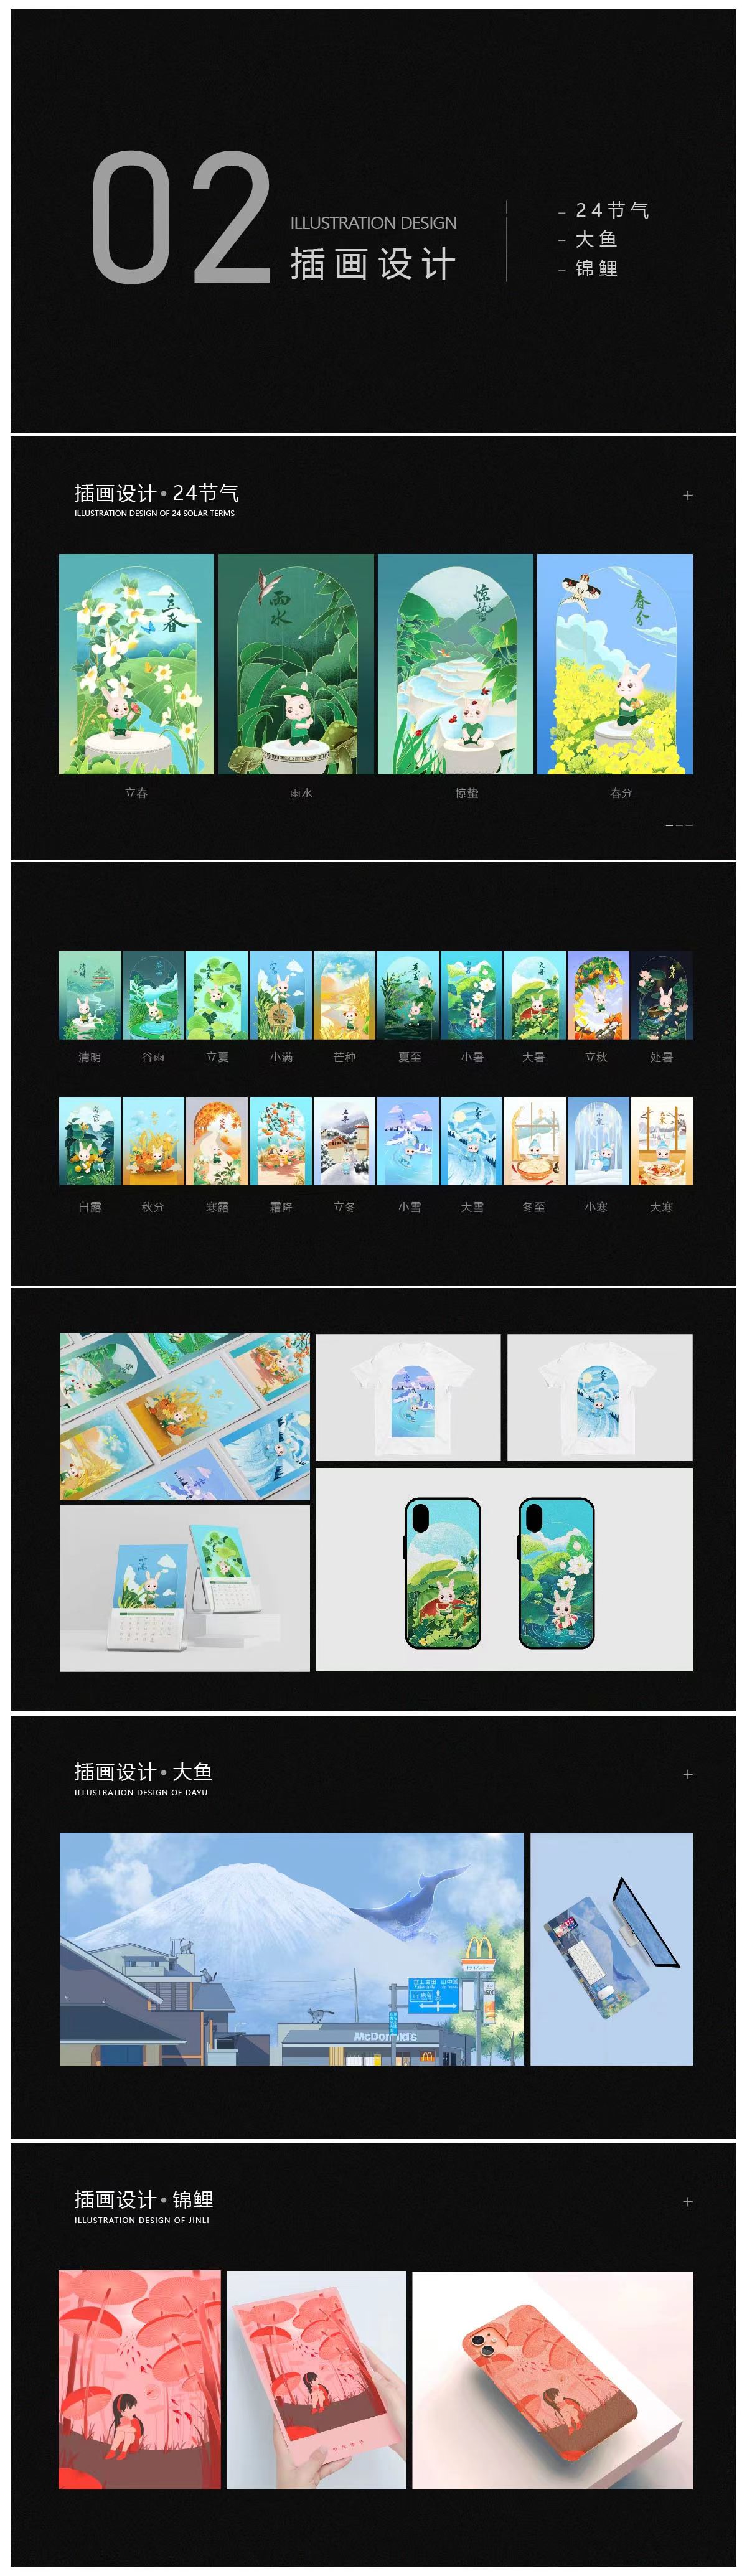 02
ILLUSTRATION DESIGN
插画设计
- 24节气
- 大鱼
- 锦鲤
插画设计•24节气
ILLUSTRATION DESIGN OF 24 SOLAR TERMS
立春
雨水
惊蛰
春分
立春
雨水
惊蛰
春分
清明
谷雨
立夏
小满
芒种
夏至
小暑
大暑
立秋
处暑
白露
秋分
寒露
霜降
立冬
小雪
大雪
冬至
小寒
大寒
插画设计•大鱼
ILLUSTRATION DESIGN OF DAYU
McDonald's
插画设计•锦鲤
ILLUSTRATION DESIGN OF JINLI